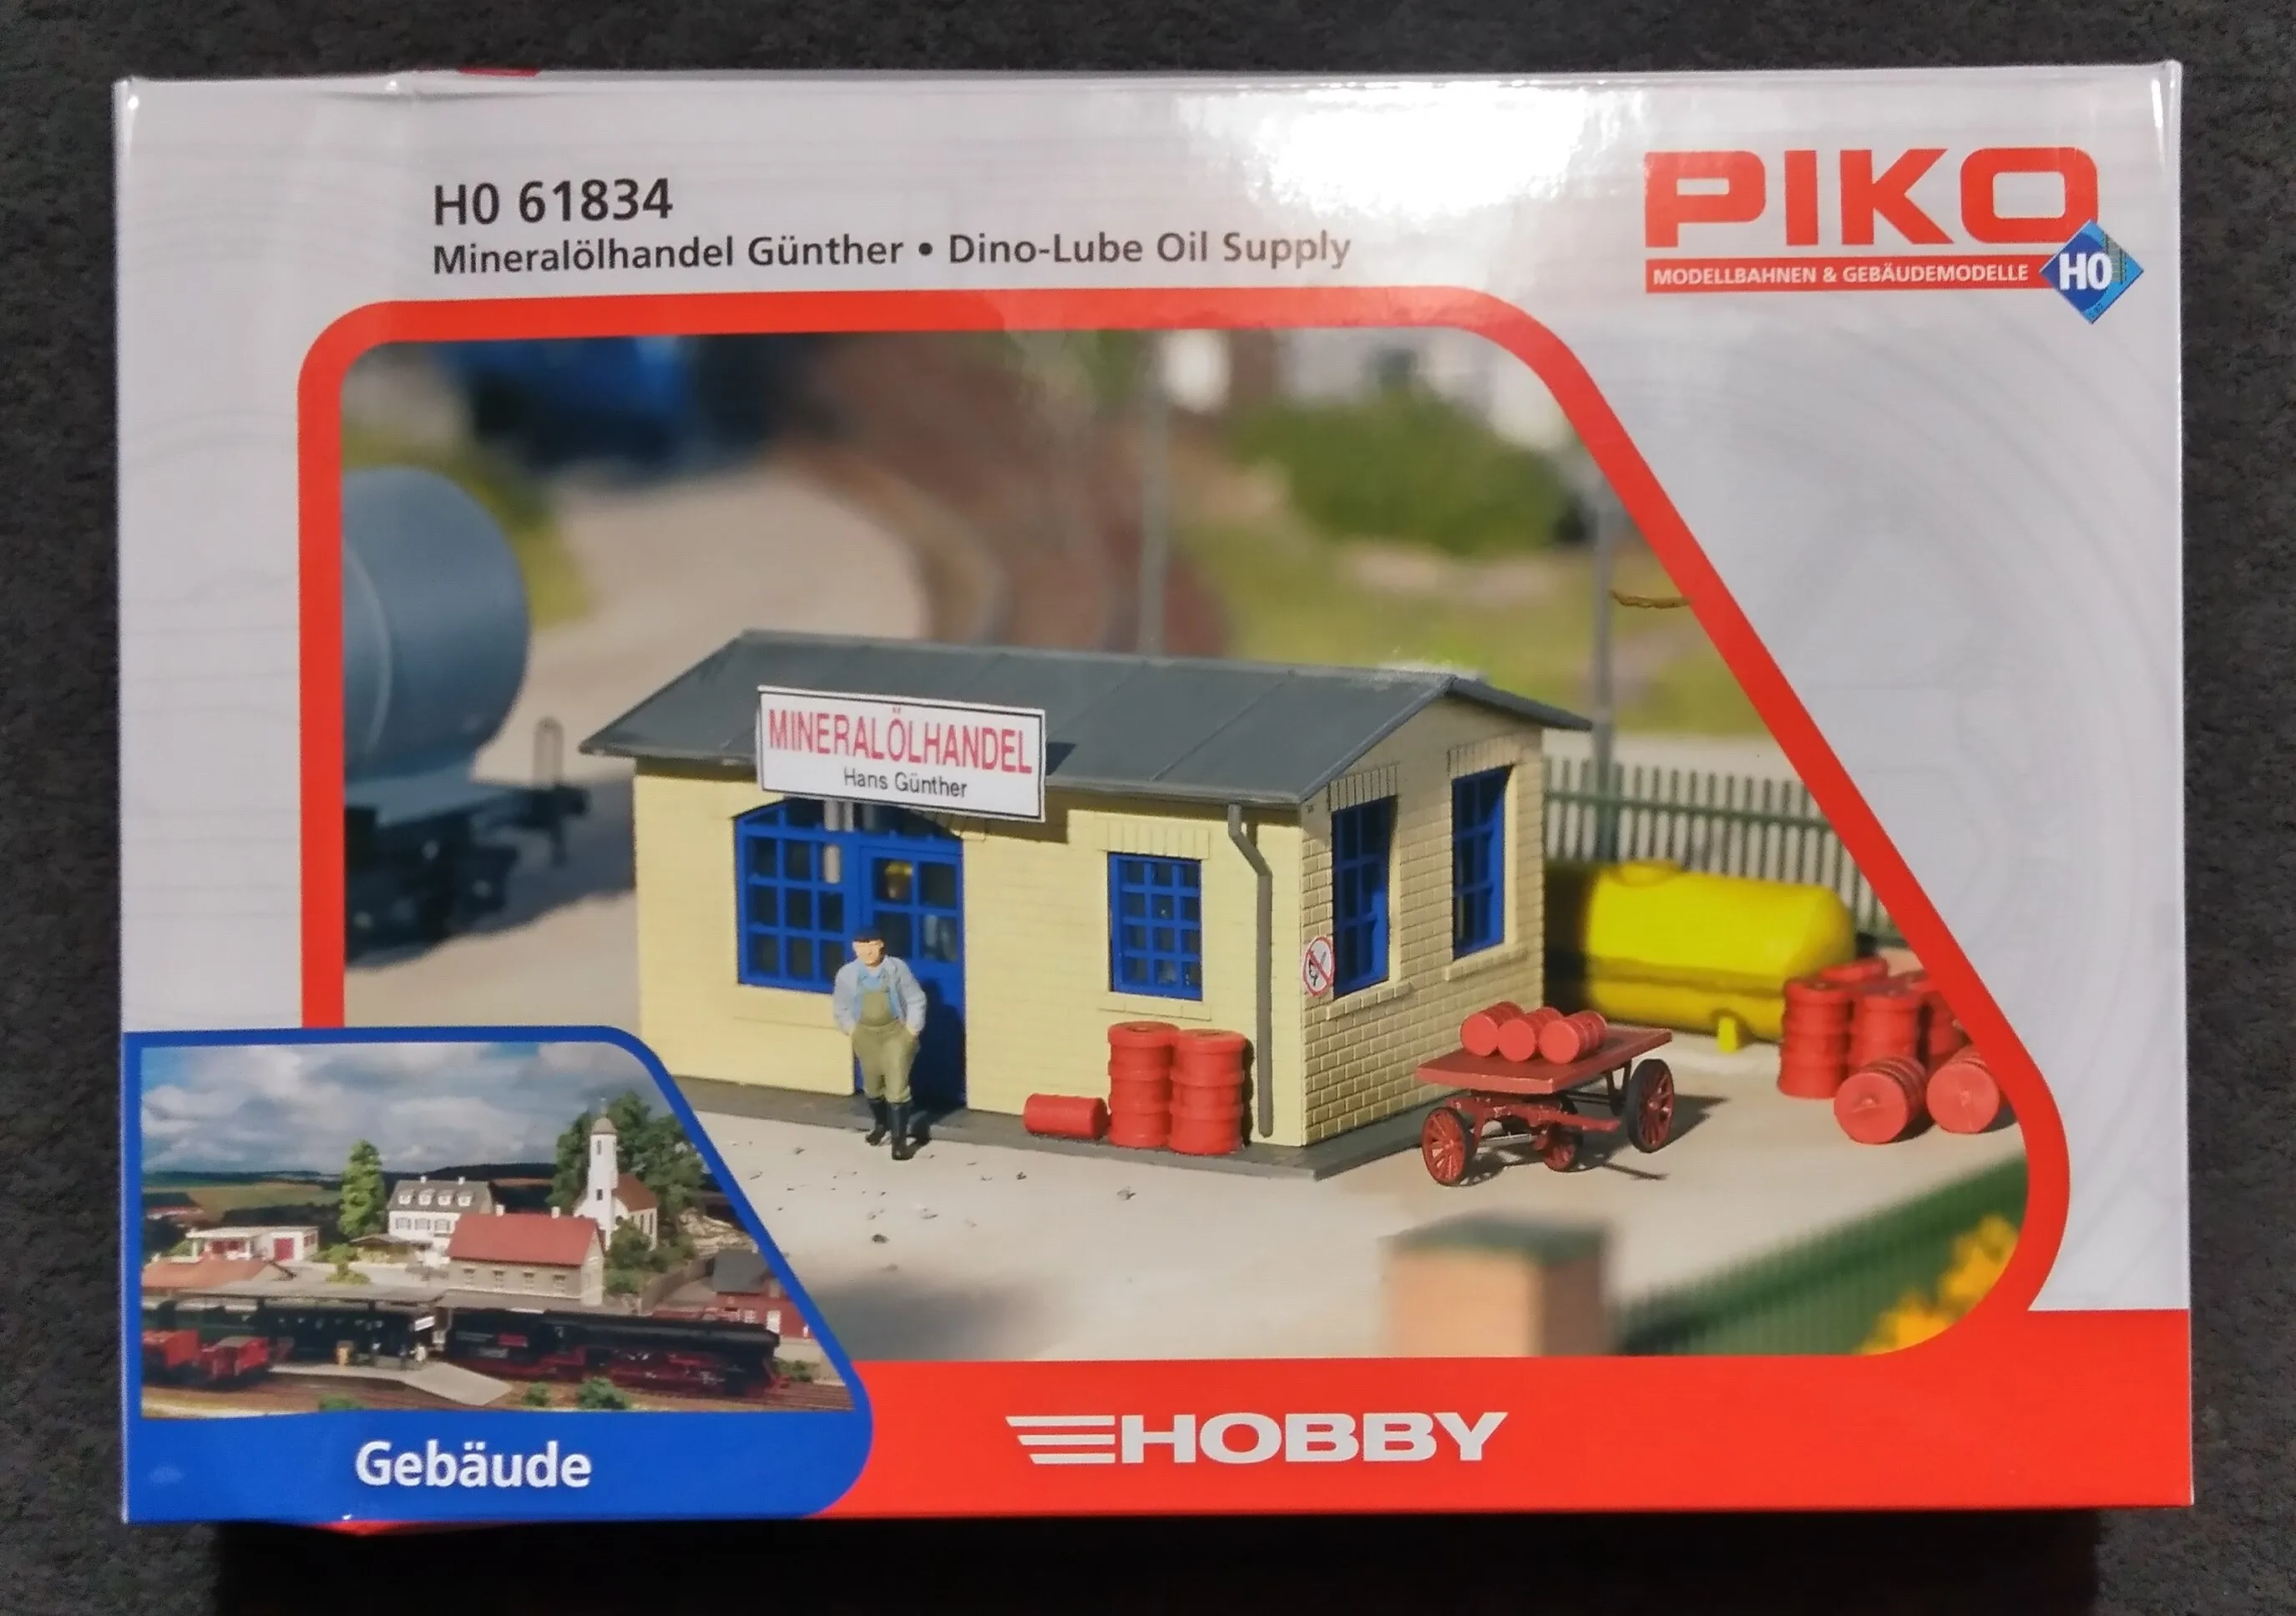 H0 61834
Mineralölhandel Günther • Dino-Lube Oil Supply
PIKO
MODELLBAHNEN & GEBÄUDEMODELLE
H0
MINERALÖLHANDEL
Hans Günther
Gebäude
HOBBY